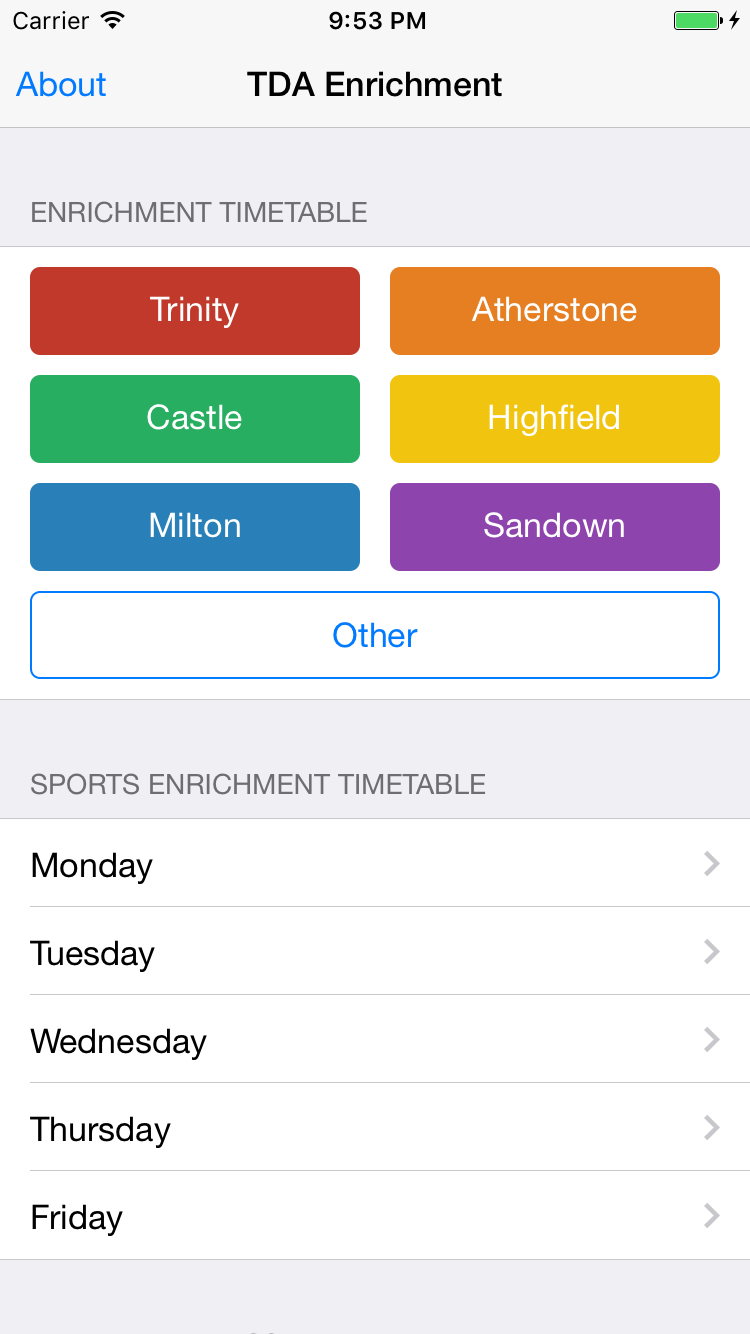 Carrier 9:53 PM
About TDA Enrichment
ENRICHMENT TIMETABLE
Trinity Atherstone
Castle Highfield
Milton Sandown
Other
SPORTS ENRICHMENT TIMETABLE
Monday
Tuesday
Wednesday
Thursday
Friday